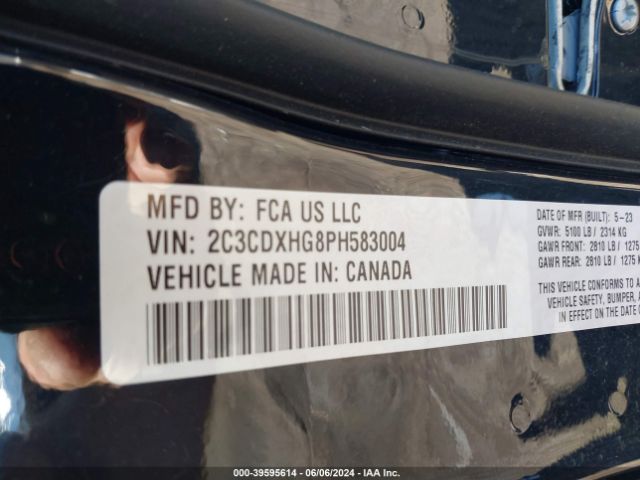 MFD BY: FCA US LLC
VIN: 2C3CDXHG8PH583004
VEHICLE MADE IN: CANADA
DATE OF MFR (BUILT): 5-23
GVWR: 5100 LB / 2314 KG
GAWR FRONT: 2810 LB / 1275
GAWR REAR: 2810 LB / 1275 K
THIS VEHICLE CONFORMS TO A
VEHICLE SAFETY, BUMPER, A
IN EFFECT ON THE DATE OF
000-39595614 / 06/06/2024 - IAA Inc.